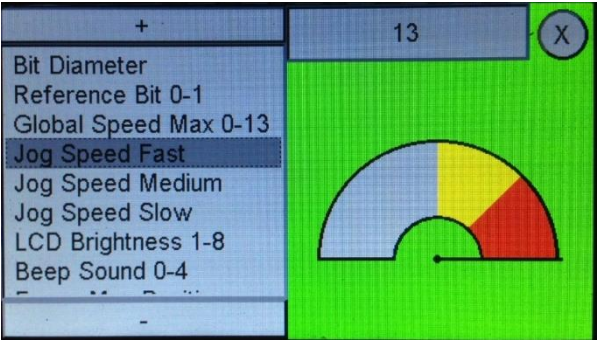 +
13
X
Bit Diameter
Reference Bit 0-1
Global Speed Max 0-13
Jog Speed Fast
Jog Speed Medium
Jog Speed Slow
LCD Brightness 1-8
Beep Sound 0-4
-